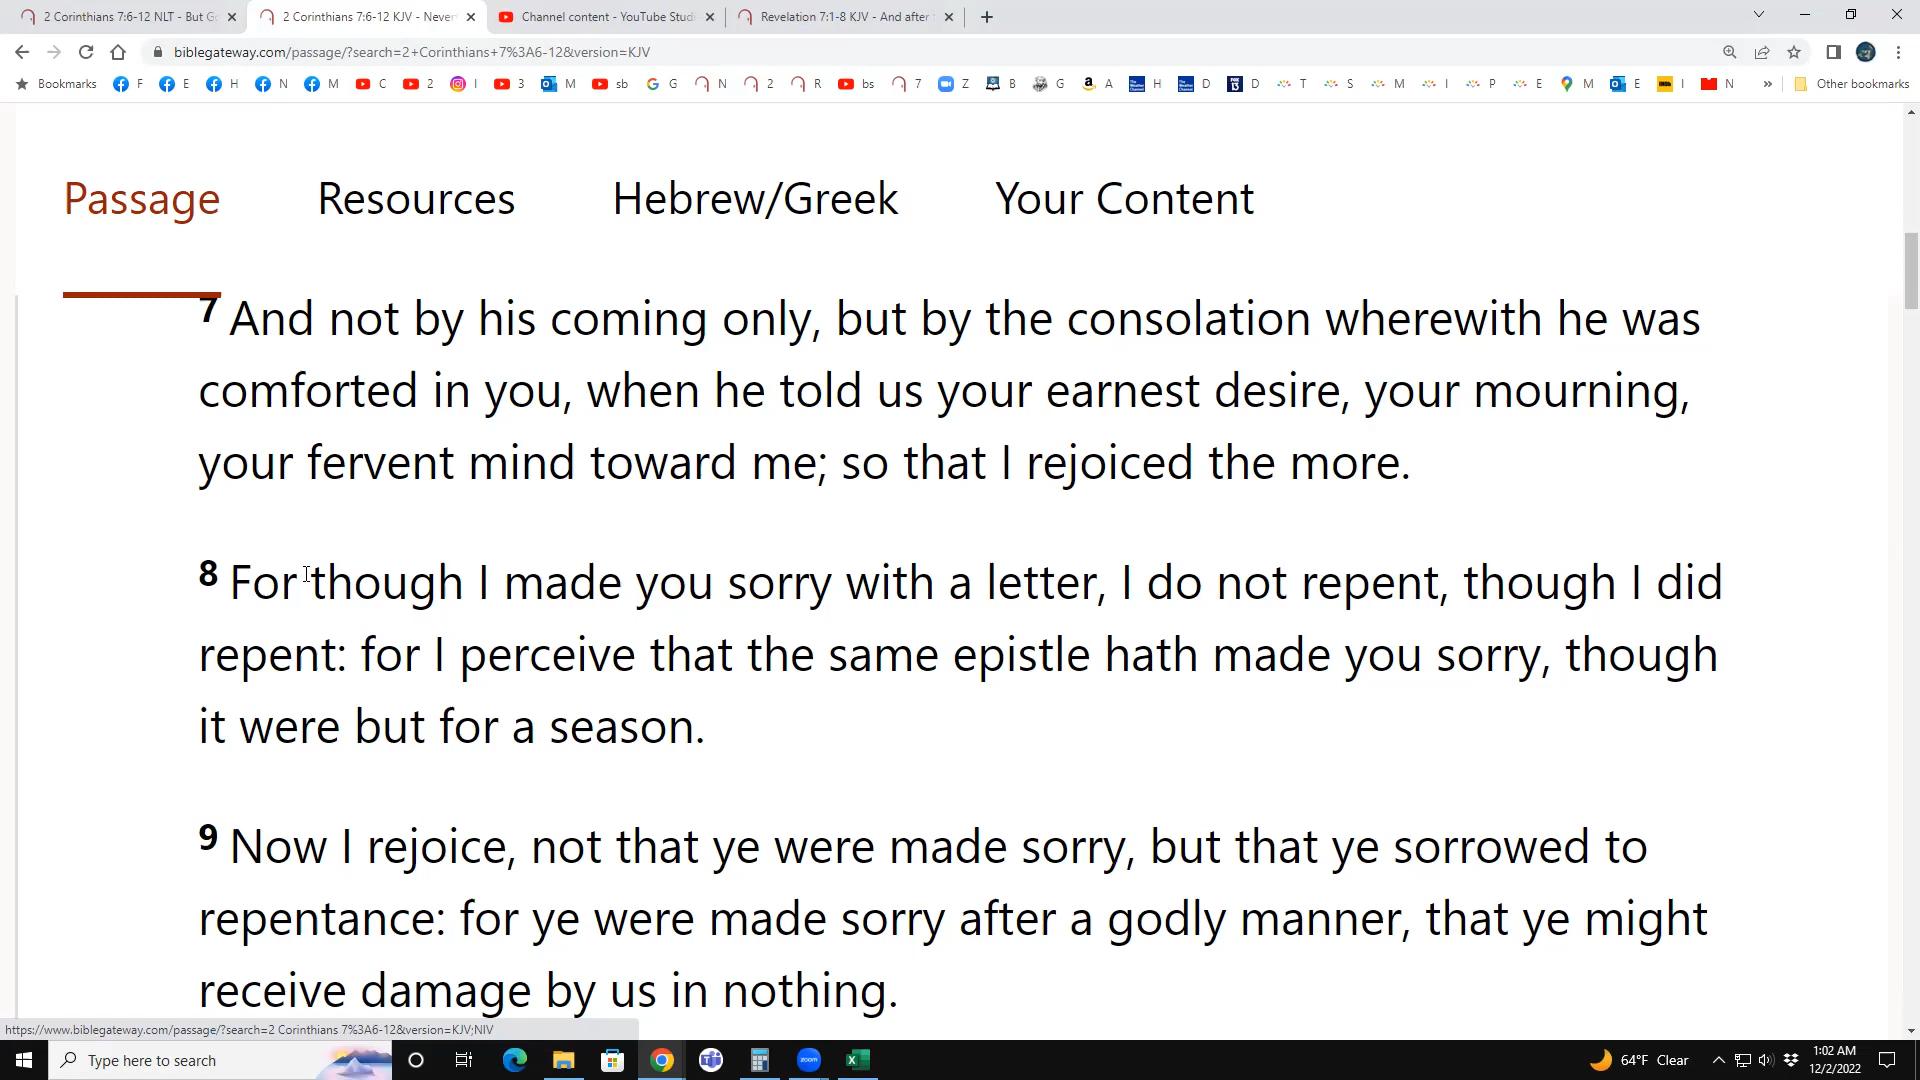 2 Corinthians 7:6-12 NLT - But G
2 Corinthians 7:6-12 KJV - Never
Channel content - YouTube Studi
Revelation 7:1-8 KJV - And after
biblegateway.com/passage/?search=2+Corinthians+7%3A6-12&version=KJV
Bookmarks F E H N M C 2 I 3 M sb G N 2 R bs 7 Z B G A H D D T S M I P E M E I N » Other bookmarks
Passage Resources Hebrew/Greek Your Content
7 And not by his coming only, but by the consolation wherewith he was
comforted in you, when he told us your earnest desire, your mourning,
your fervent mind toward me; so that I rejoiced the more.
8 For though I made you sorry with a letter, I do not repent, though I did
repent: for I perceive that the same epistle hath made you sorry, though
it were but for a season.
9 Now I rejoice, not that ye were made sorry, but that ye sorrowed to
repentance: for ye were made sorry after a godly manner, that ye might
receive damage by us in nothing.
https://www.biblegateway.com/passage/?search=2 Corinthians 7%3A6-12&version=KJV;NIV
Type here to search
zoom
64°F Clear
1:02 AM
12/2/2022